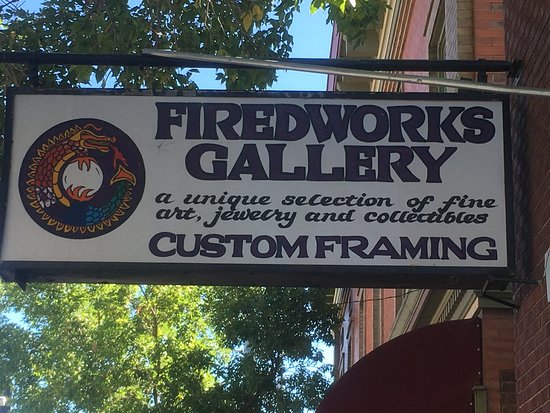 FIREDWORKS
GALLERY
a unique selection of fine
art, jewelry and collectibles
CUSTOM FRAMING